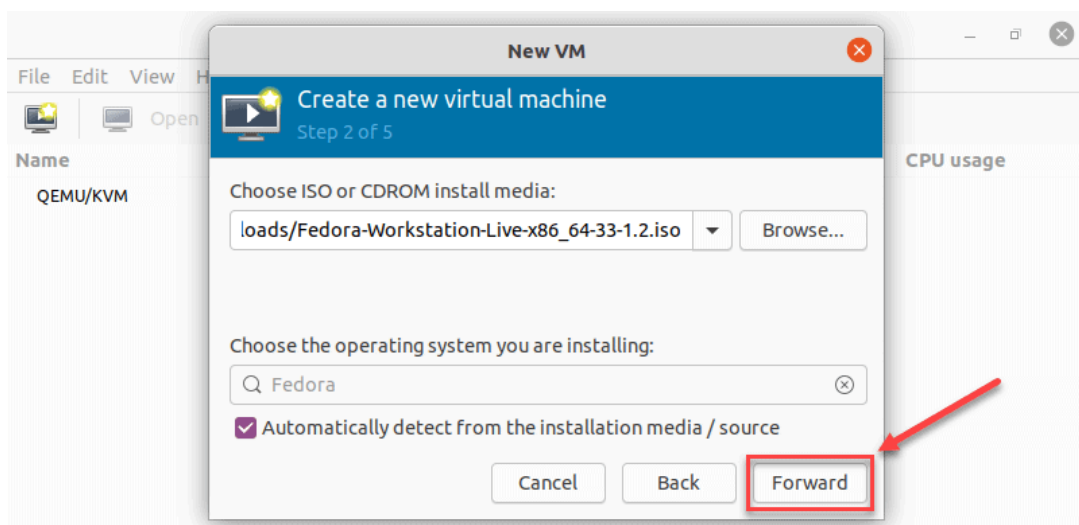 New VM
File Edit View H
Create a new virtual machine
Step 2 of 5
Open
Name
CPU usage
QEMU/KVM
Choose ISO or CDROM install media:
loads/Fedora-Workstation-Live-x86_64-33-1.2.iso Browse...
Choose the operating system you are installing:
Fedora
Automatically detect from the installation media / source
Cancel Back Forward